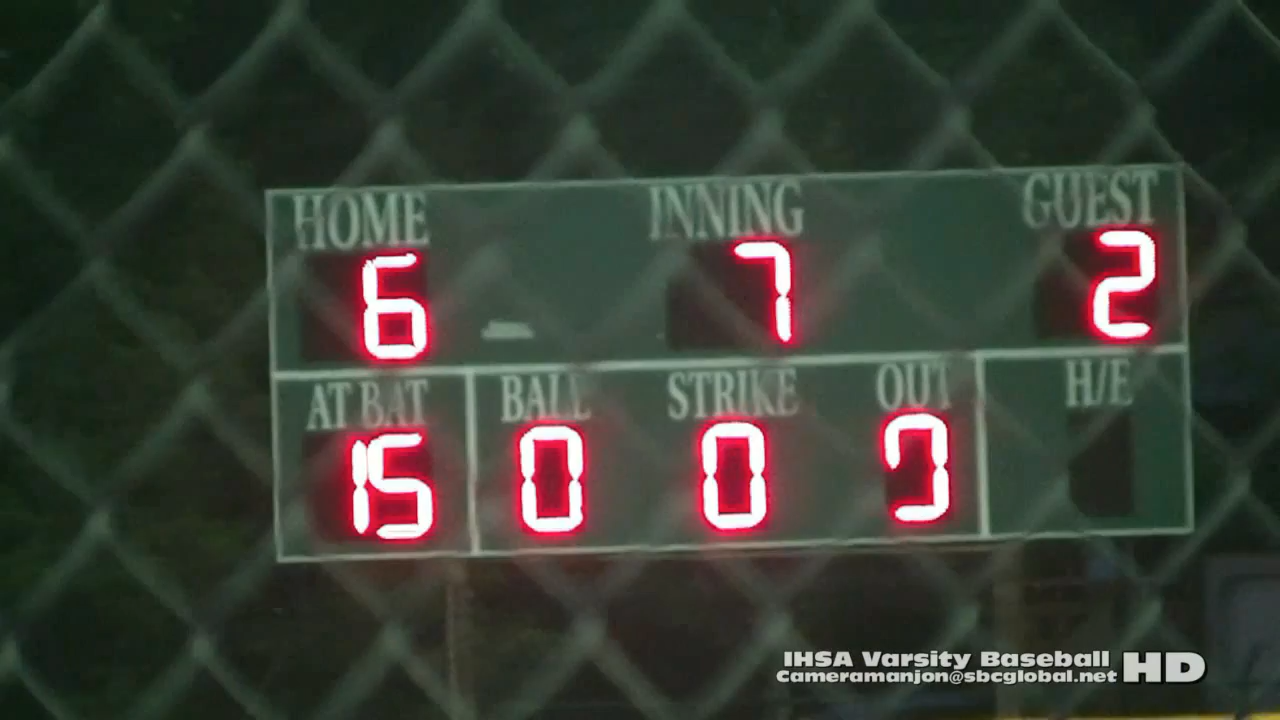 HOME INNING GUEST
6 7 2
AT BAT BALL STRIKE OUT H/E
15 0 0 0
IHSA Varsity Baseball HD
Cameramanjon@sbcglobal.net